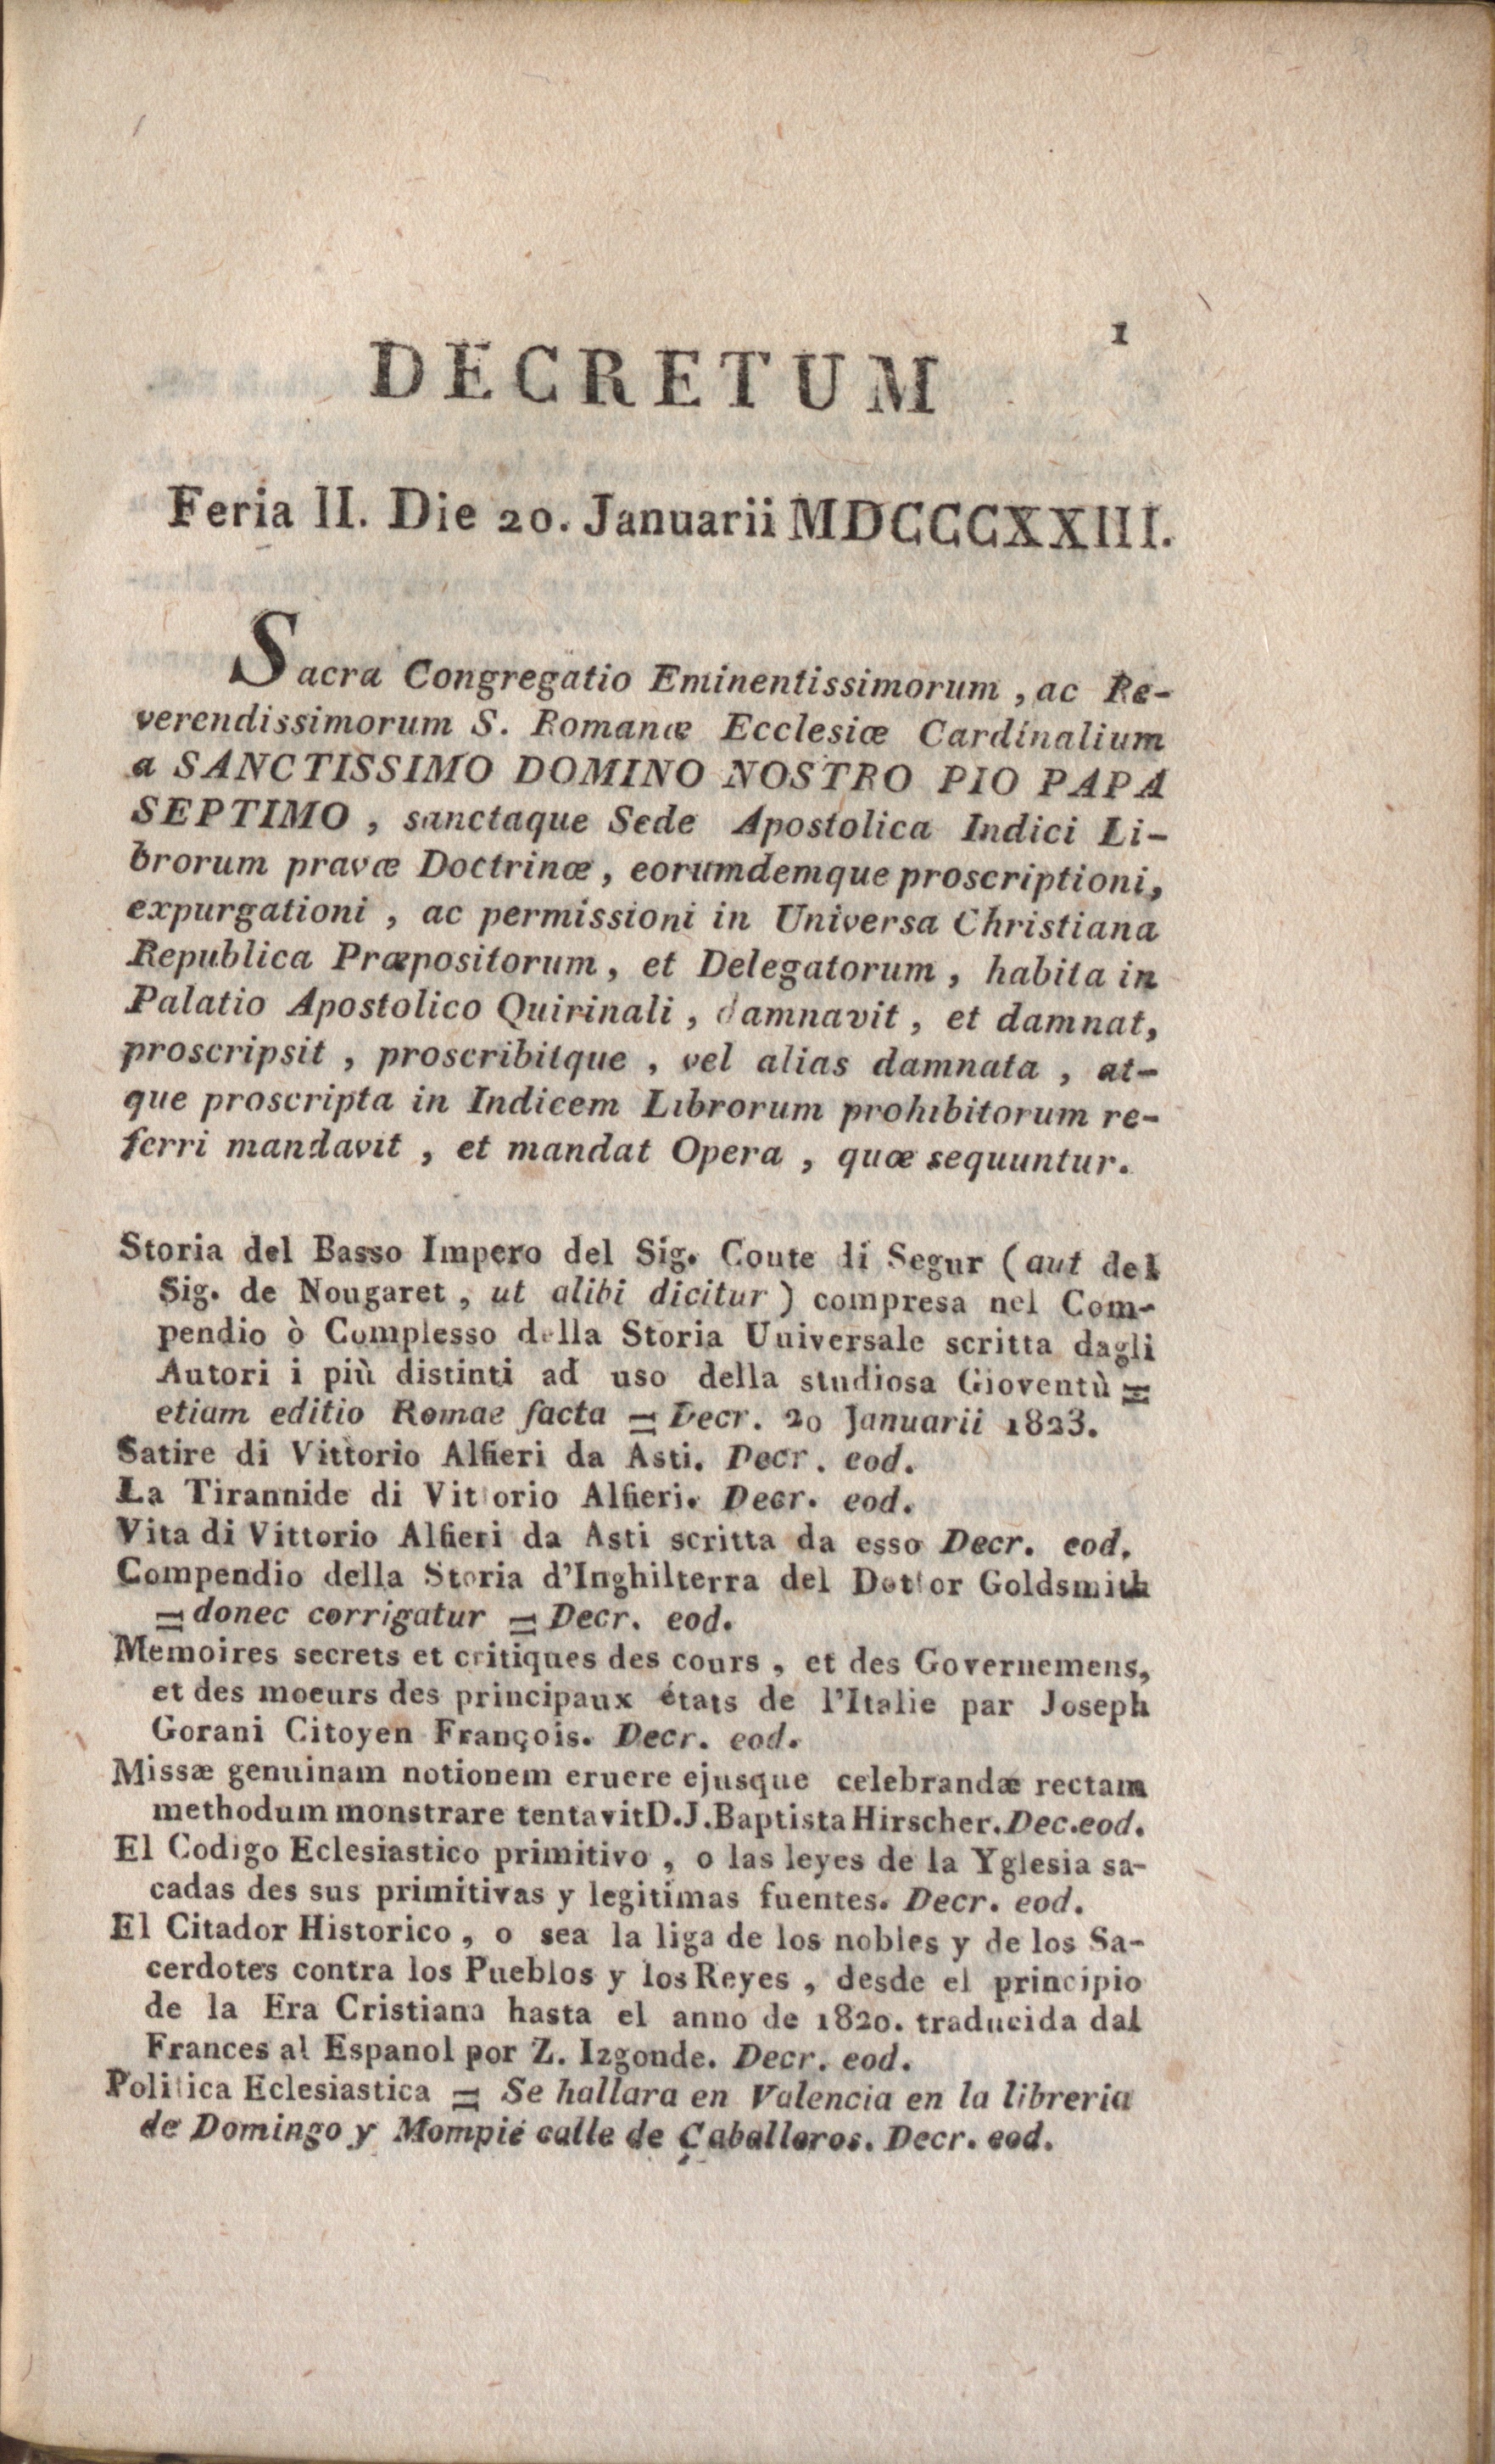 1
DECRETUM
Feria II. Die 20. Januarii MDCCCXXIII.
Sacra Congregatio Eminentissimorum , ac Re-
verendissimorum S. Romanæ Ecclesiæ Cardinalium
a SANCTISSIMO DOMINO NOSTRO PIO PAPA
SEPTIMO , sanctaque Sede Apostolica Indici Li-
brorum pravæ Doctrinæ , eorumdemque proscriptioni,
expurgationi , ac permissioni in Universa Christiana
Republica Præpositorum , et Delegatorum , habita in
Palatio Apostolico Quirinali , damnavit , et damnat,
proscripsit , proscribitque , vel alias damnata , at-
que proscripta in Indicem Librorum prohibitorum re-
ferri mandavit , et mandat Opera , quæ sequuntur.
Storia del Basso Impero del Sig. Conte di Segur ( aut del
Sig. de Nougaret , ut alibi dicitur ) compresa nel Com-
pendio ò Complesso della Storia Universale scritta dagli
Autori i più distinti ad uso della studiosa Gioventù =
etiam editio Romae facta = Decr. 20 Januarii 1823.
Satire di Vittorio Alfieri da Asti. Decr. eod.
La Tirannide di Vittorio Alfieri. Decr. eod.
Vita di Vittorio Alfieri da Asti scritta da esso Decr. eod.
Compendio della Storia d'Inghilterra del Dottor Goldsmith
= donec corrigatur = Decr. eod.
Memoires secrets et critiques des cours , et des Governemens,
et des moeurs des principaux états de l'Italie par Joseph
Gorani Citoyen François. Decr. eod.
Missæ genuinam notionem eruere ejusque celebrandæ rectam
methodum monstrare tentavit D.J.Baptista Hirscher. Dec. eod.
El Codigo Eclesiastico primitivo , o las leyes de la Yglesia sa-
cadas des sus primitivas y legitimas fuentes. Decr. eod.
El Citador Historico , o sea la liga de los nobles y de los Sa-
cerdotes contra los Pueblos y los Reyes , desde el principio
de la Era Cristiana hasta el anno de 1820. traducida dal
Frances al Espanol por Z. Izgonde. Decr. eod.
Politica Eclesiastica = Se hallara en Valencia en la libreria
de Domingo y Mompié calle de Çaballeros. Decr. eod.